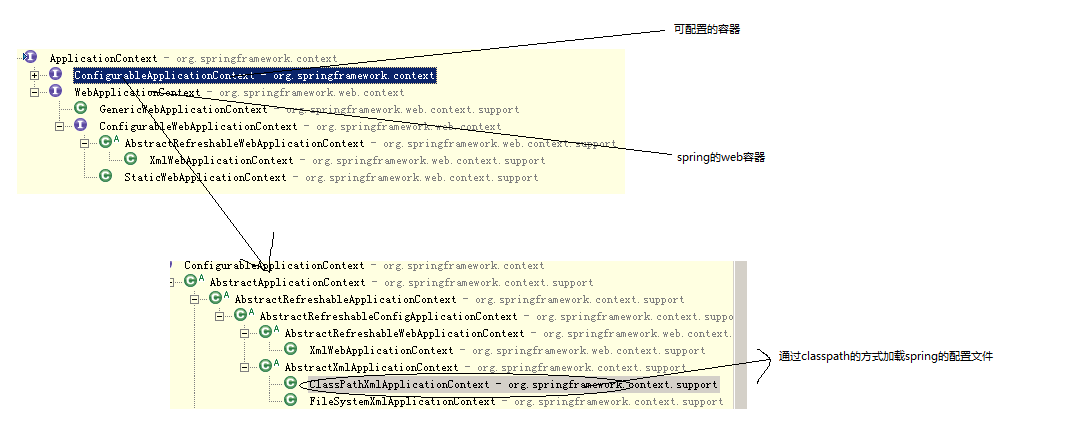 可配置的容器
ApplicationContext - org.springframework.context
ConfigurableApplicationContext - org.springframework.context
WebApplicationContext - org.springframework.web.context
GenericWebApplicationContext - org.springframework.web.context.support
ConfigurableWebApplicationContext - org.springframework.web.context
AbstractRefreshableWebApplicationContext - org.springframework.web.context.support
XmlWebApplicationContext - org.springframework.web.context.support
spring的web容器
StaticWebApplicationContext - org.springframework.web.context.support
ConfigurableApplicationContext - org.springframework.context
AbstractApplicationContext - org.springframework.context.support
AbstractRefreshableApplicationContext - org.springframework.context.support
AbstractRefreshableConfigApplicationContext - org.springframework.context.suppo
AbstractRefreshableWebApplicationContext - org.springframework.web.context.
XmlWebApplicationContext - org.springframework.web.context.support
通过classpath的方式加载spring的配置文件
AbstractXmlApplicationContext - org.springframework.context.support
ClassPathXmlApplicationContext - org.springframework.context.support
FileSystemXmlApplicationContext - org.springframework.context.support